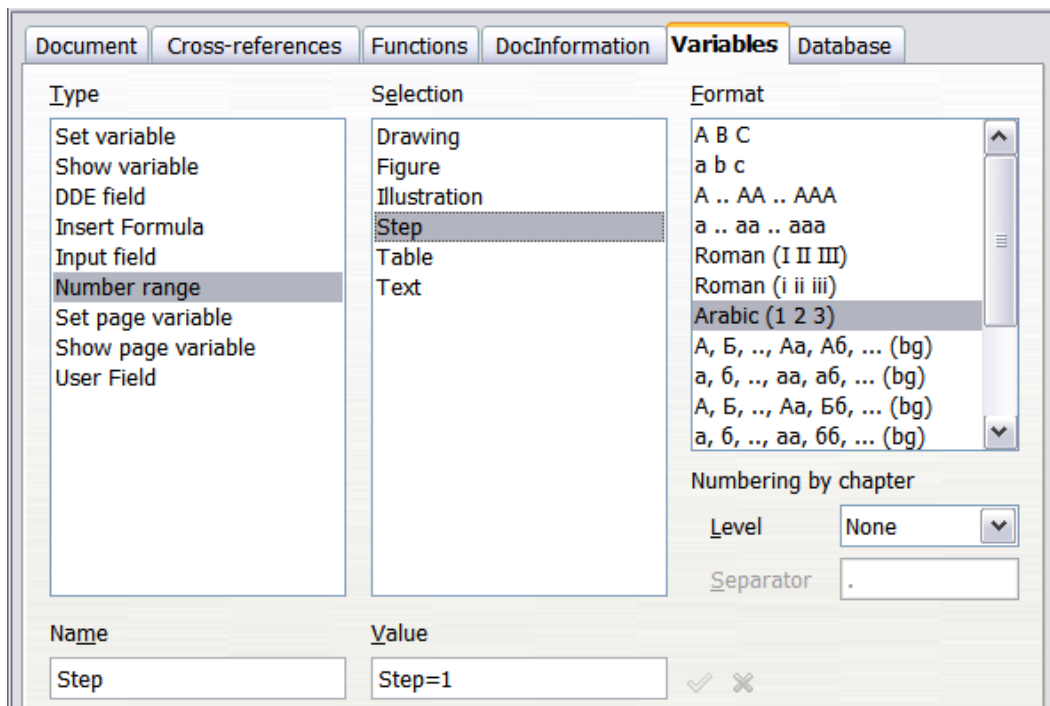 Document Cross-references Functions DocInformation Variables Database
Type
Set variable
Show variable
DDE field
Insert Formula
Input field
Number range
Set page variable
Show page variable
User Field
Selection
Drawing
Figure
Illustration
Step
Table
Text
Format
A B C
a b c
A .. AA .. AAA
a .. aa .. aaa
Roman (I II III)
Roman (i ii iii)
Arabic (1 2 3)
А, Б, .., Аа, Аб, ... (bg)
а, б, .., аа, аб, ... (bg)
А, Б, .., Аа, Бб, ... (bg)
а, б, .., аа, бб, ... (bg)
Numbering by chapter
Level None
Separator .
Name
Step
Value
Step=1